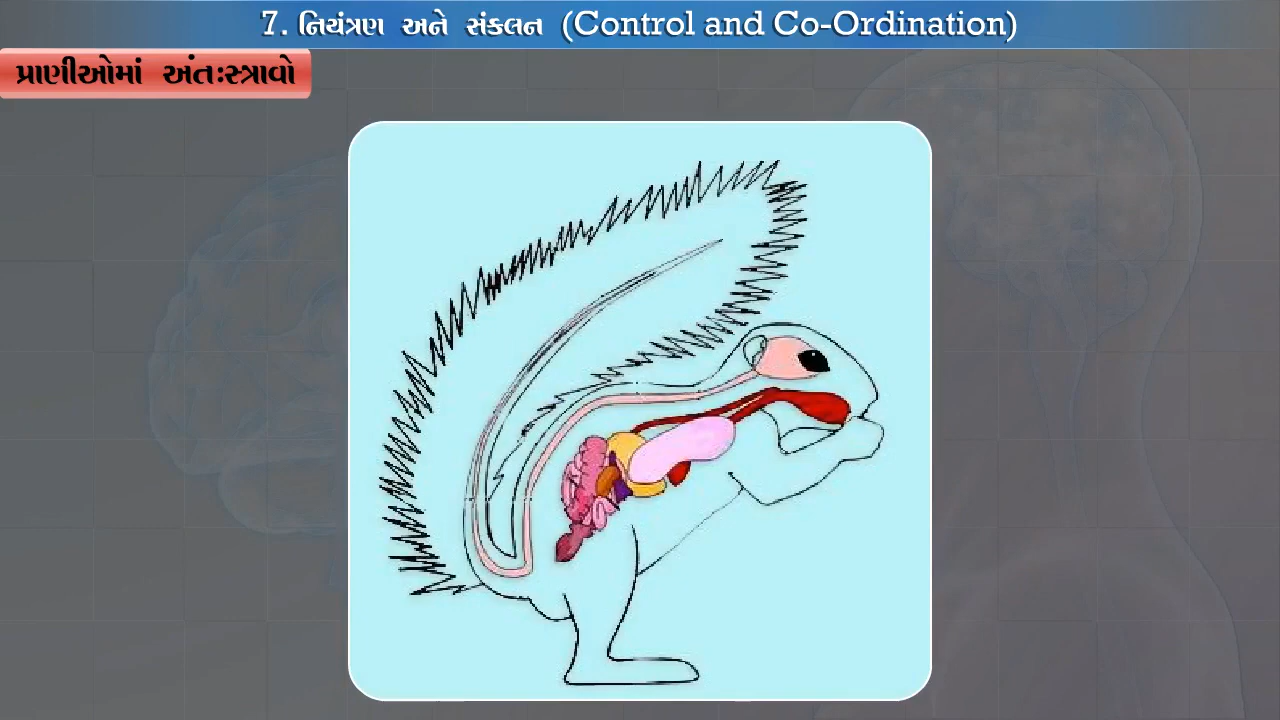 7. નિયંત્રણ અને સંકલન (Control and Co-Ordination)
પ્રાણીઓમાં અંતઃસ્ત્રાવો